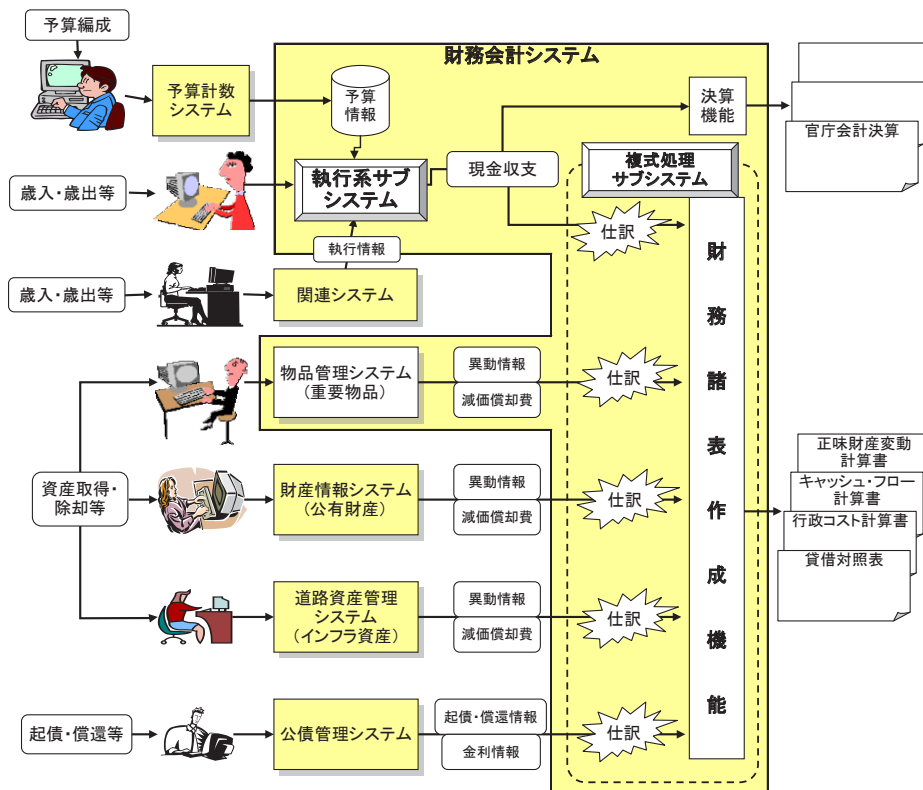 予算編成
財務会計システム
予算計数
システム
予算
情報
決算
機能
官庁会計決算
歳入・歳出等
執行系サブ
システム
現金収支
複式処理
サブシステム
仕訳
執行情報
歳入・歳出等
関連システム
物品管理システム
(重要物品)
異動情報
減価償却費
仕訳
資産取得・
除却等
財産情報システム
(公有財産)
異動情報
減価償却費
仕訳
道路資産管理
システム
(インフラ資産)
異動情報
減価償却費
仕訳
起債・償還等
公債管理システム
起債・償還情報
金利情報
仕訳
財
務
諸
表
作
成
機
能
正味財産変動
計算書
キャッシュ・フロー
計算書
行政コスト計算書
貸借対照表